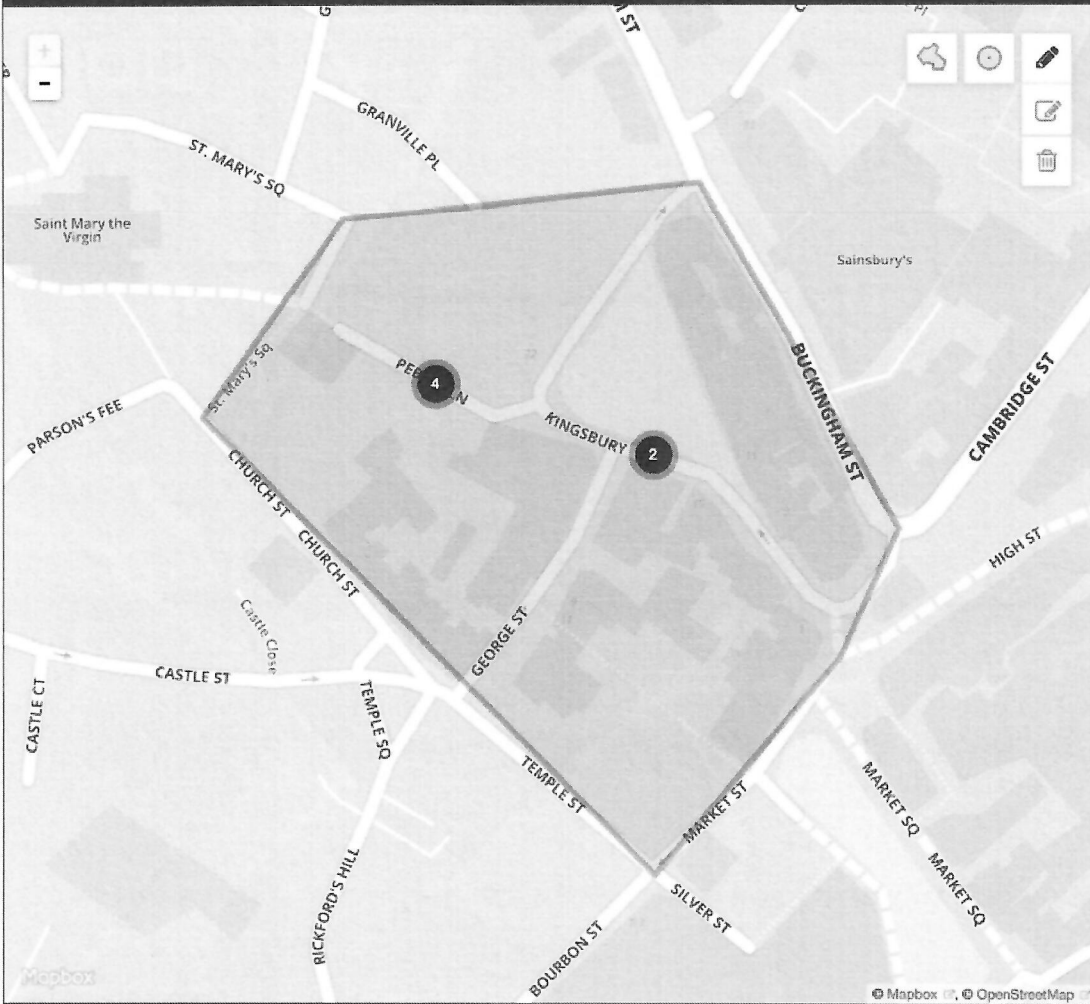 ST
GRANVILLE PL
ST. MARY'S SQ
Saint Mary the
Virgin
Sainsbury's
St. Mary's Sq
4
BUCKINGHAM ST
CAMBRIDGE ST
PARSON'S FEE
KINGSBURY
2
CHURCH ST
CHURCH ST
HIGH ST
Castle Close
GEORGE ST
CASTLE ST
CASTLE CT
TEMPLE SQ
TEMPLE ST
MARKET ST
MARKET SQ
MARKET SQ
RICKFORD'S HILL
SILVER ST
BOURBON ST
Mapbox
© Mapbox, © OpenStreetMap